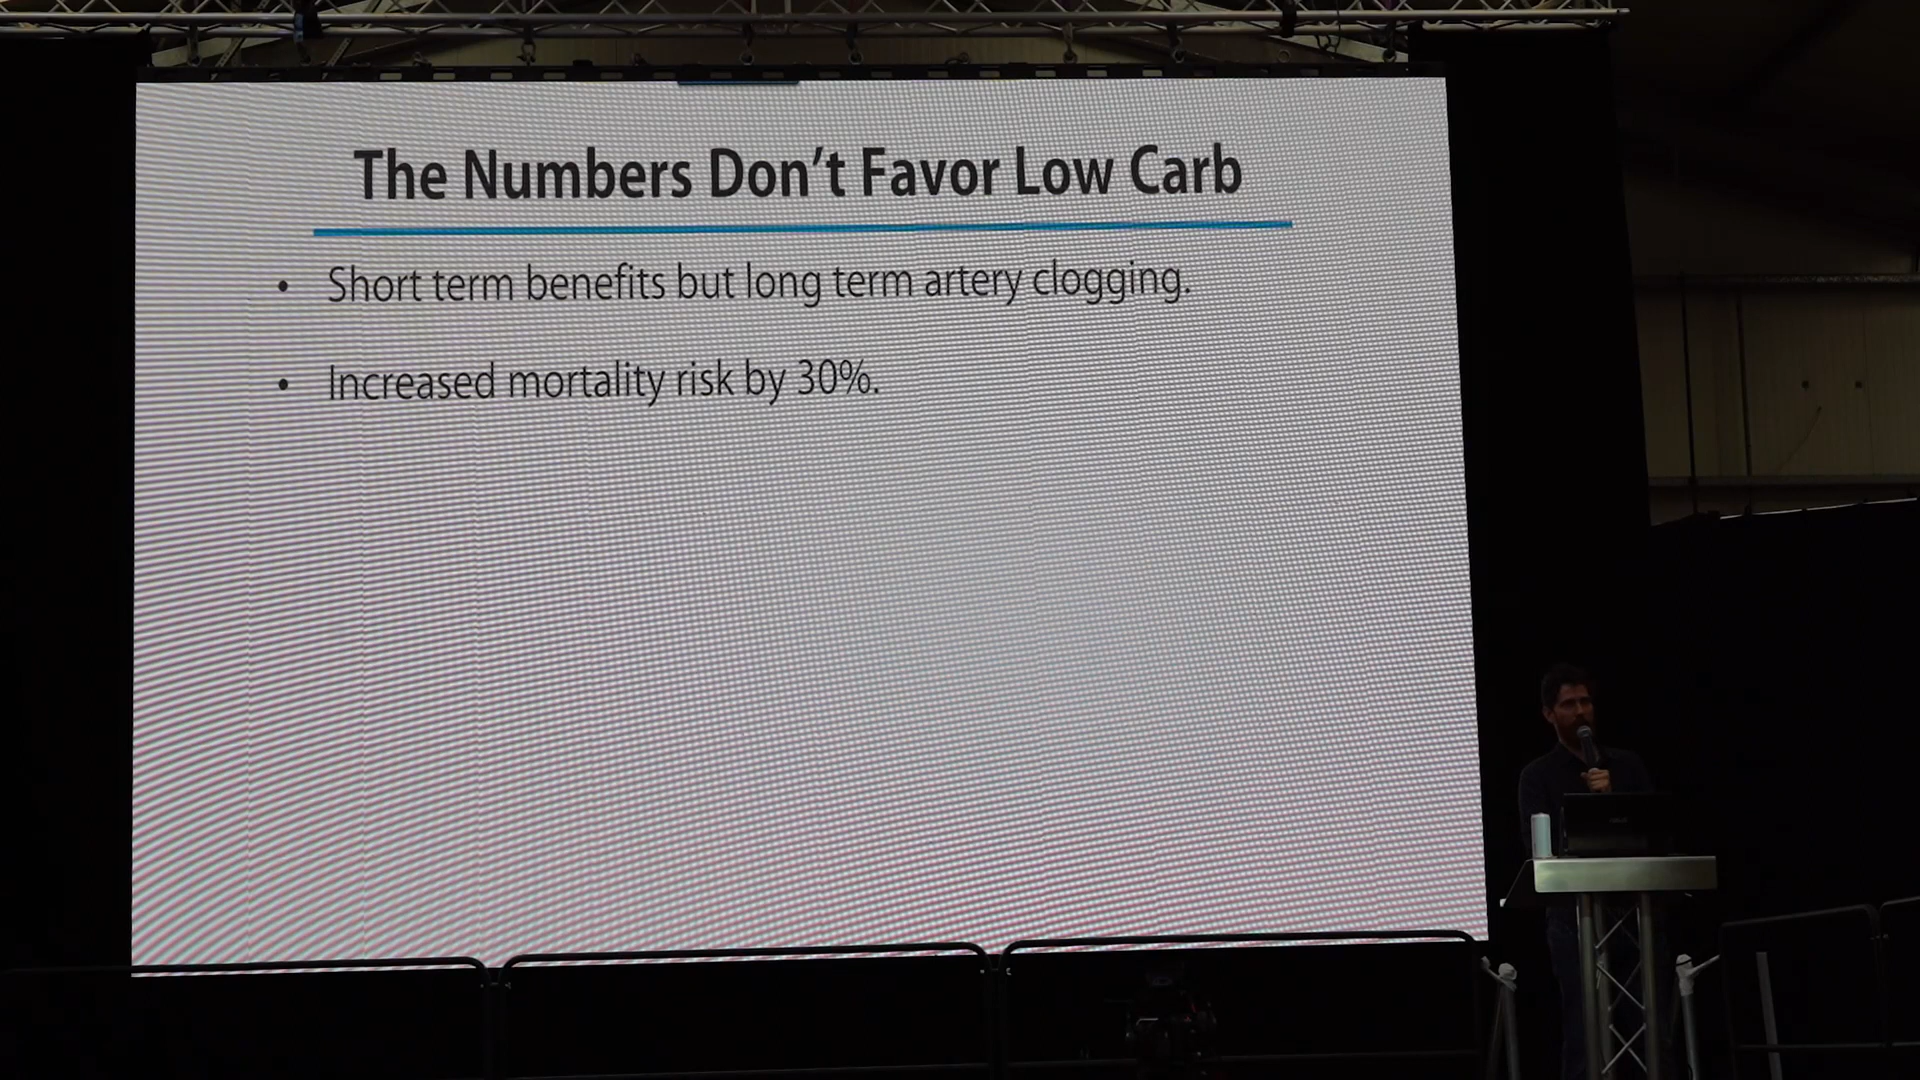 The Numbers Don't Favor Low Carb
• Short term benefits but long term artery clogging.
• Increased mortality risk by 30%.